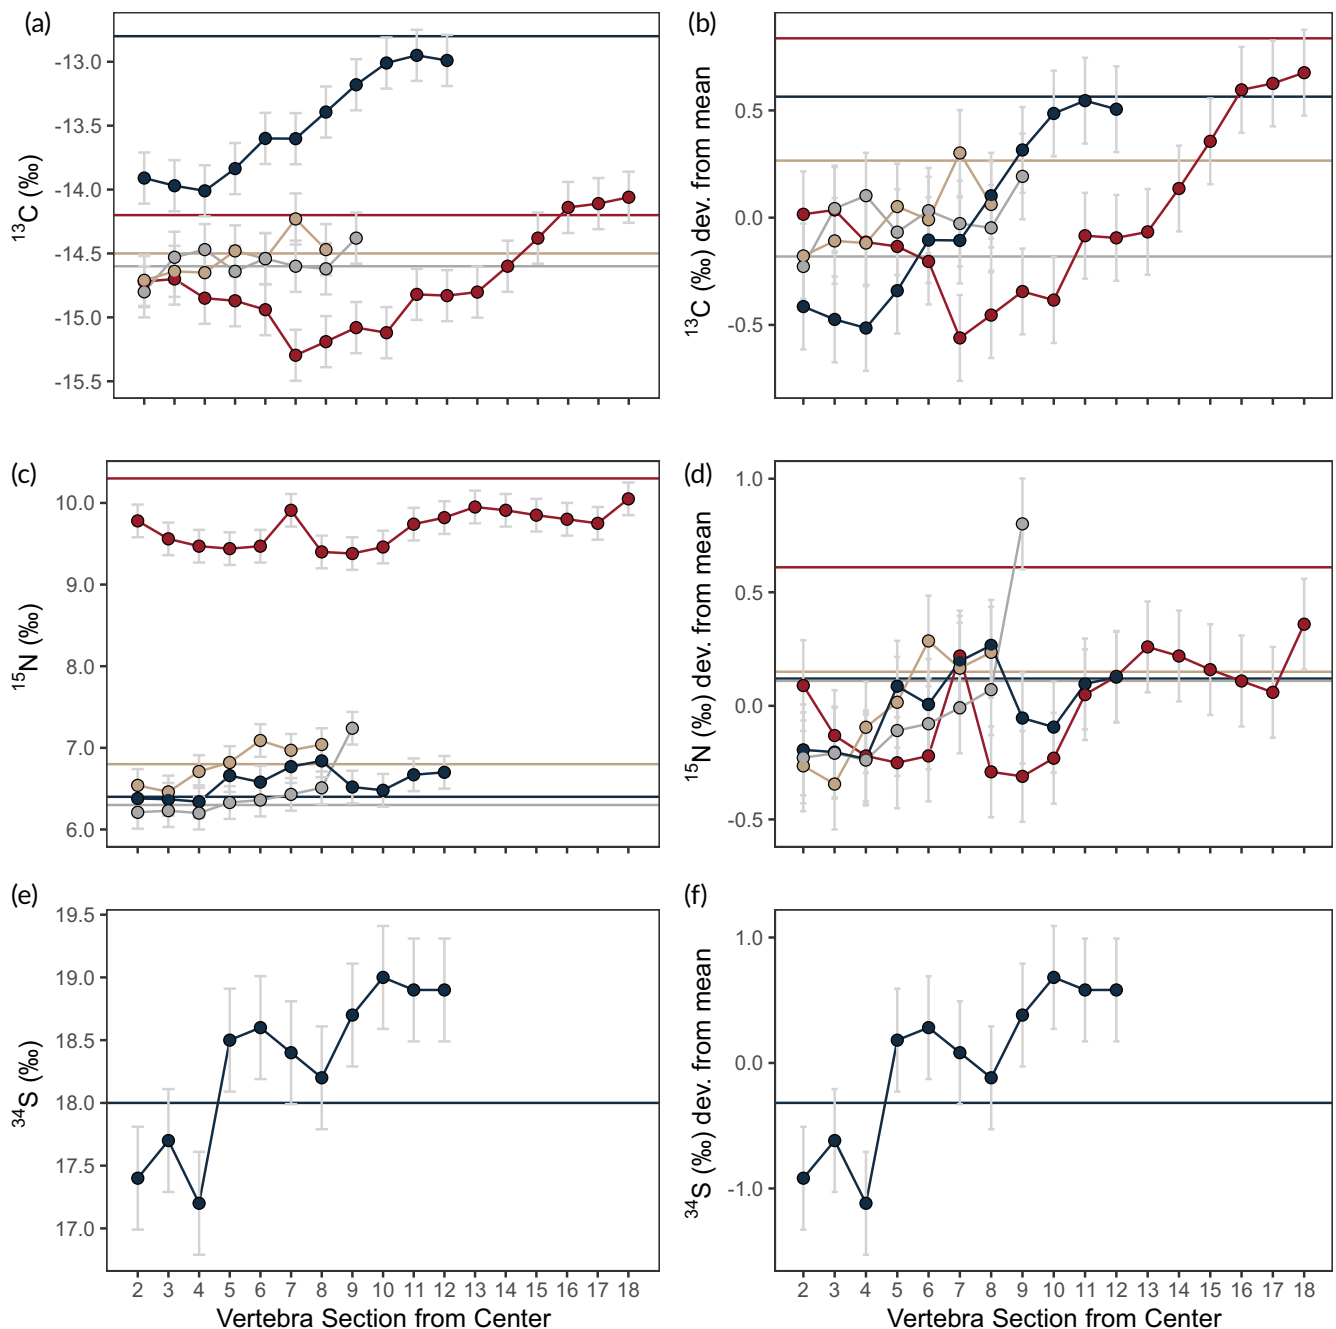 (a)
¹³C (‰)
-13.0
-13.5
-14.0
-14.5
-15.0
-15.5
(b)
¹³C (‰) dev. from mean
0.5
0.0
-0.5
(c)
¹⁵N (‰)
10.0
9.0
8.0
7.0
6.0
(d)
¹⁵N (‰) dev. from mean
1.0
0.5
0.0
-0.5
(e)
³⁴S (‰)
19.5
19.0
18.5
18.0
17.5
17.0
2 3 4 5 6 7 8 9 10 11 12 13 14 15 16 17 18
Vertebra Section from Center
(f)
³⁴S (‰) dev. from mean
1.0
0.0
-1.0
2 3 4 5 6 7 8 9 10 11 12 13 14 15 16 17 18
Vertebra Section from Center